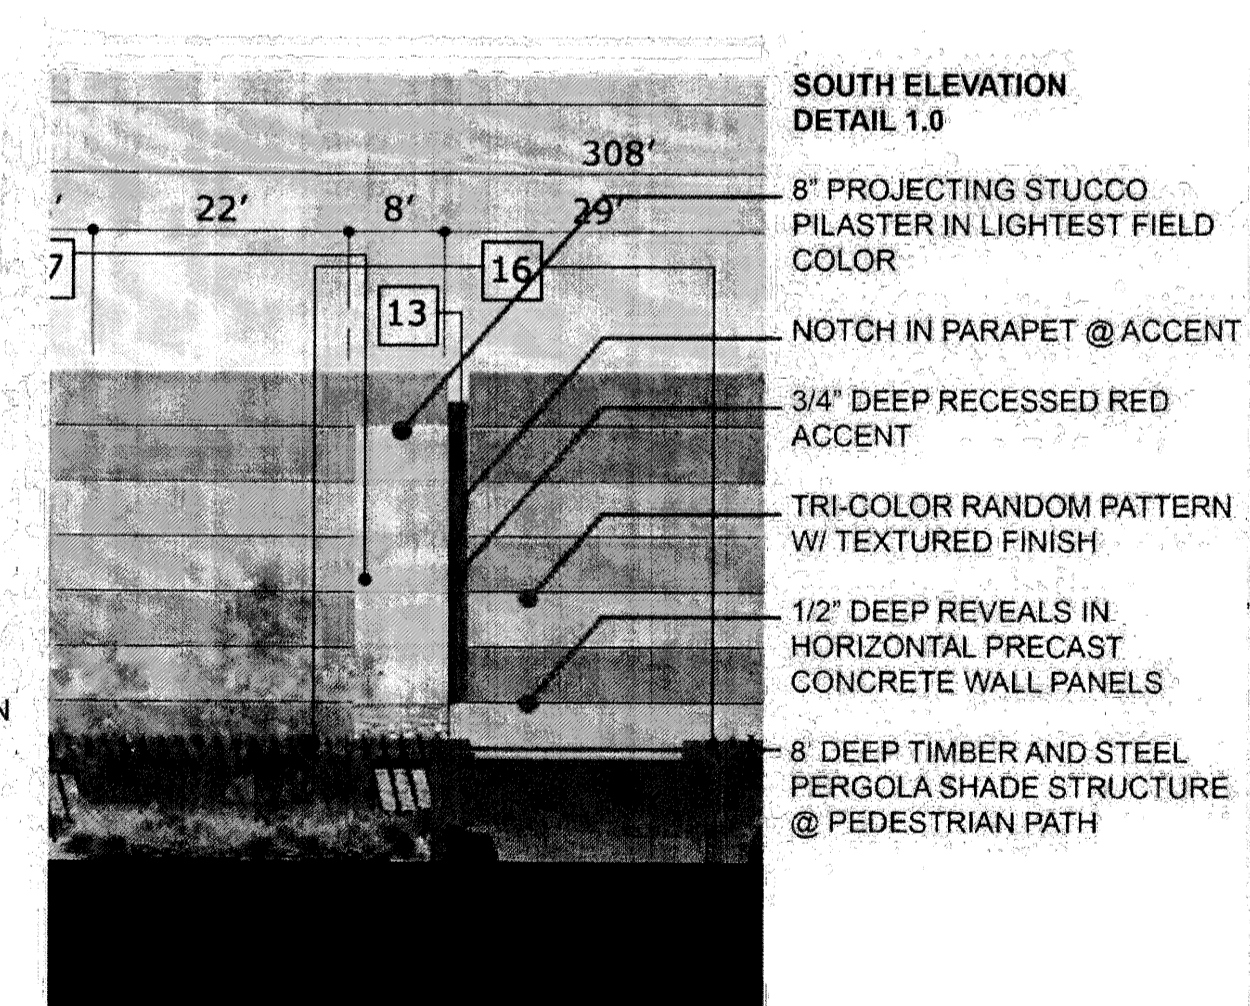 SOUTH ELEVATION
DETAIL 1.0
308'
' 22' 8' 29'
7
16
13
8" PROJECTING STUCCO
PILASTER IN LIGHTEST FIELD
COLOR
NOTCH IN PARAPET @ ACCENT
3/4" DEEP RECESSED RED
ACCENT
TRI-COLOR RANDOM PATTERN
W/ TEXTURED FINISH
1/2" DEEP REVEALS IN
HORIZONTAL PRECAST
CONCRETE WALL PANELS
N
8' DEEP TIMBER AND STEEL
PERGOLA SHADE STRUCTURE
@ PEDESTRIAN PATH